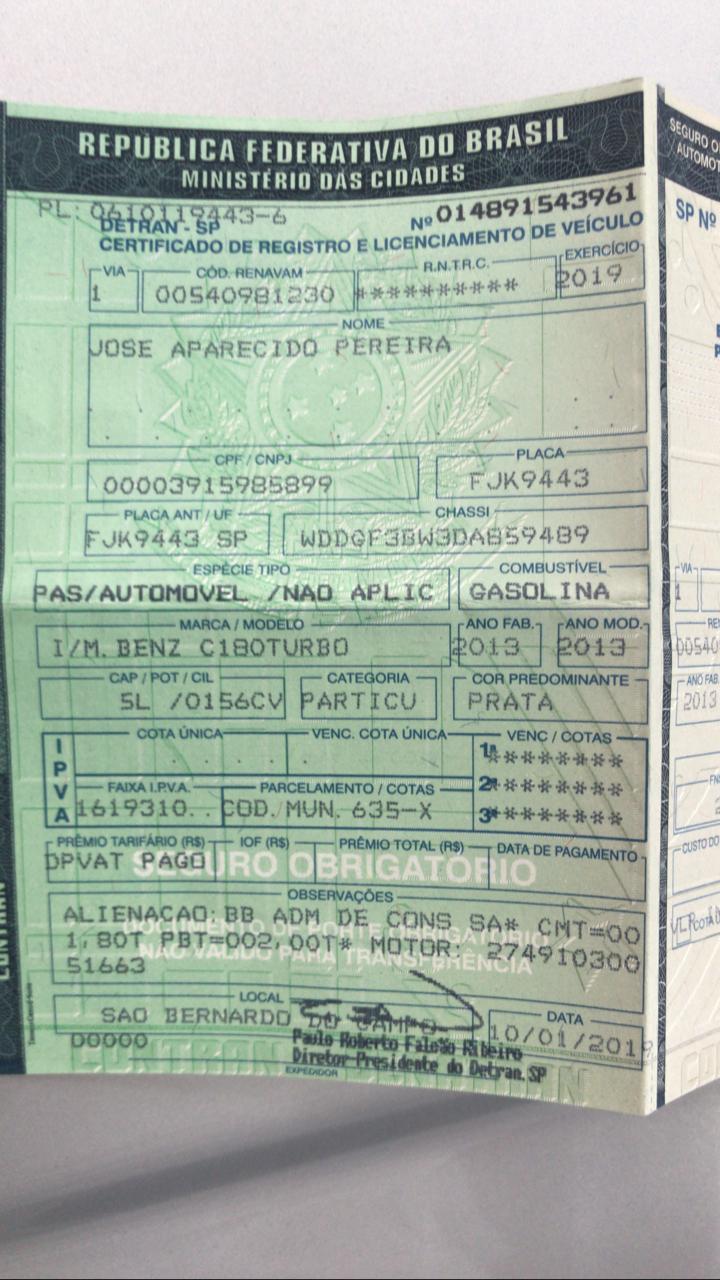 REPÚBLICA FEDERATIVA DO BRASIL
MINISTÉRIO DAS CIDADES
PL: 0610119443-6
DETRAN - SP Nº 014891543961
CERTIFICADO DE REGISTRO E LICENCIAMENTO DE VEÍCULO
VIA CÓD. RENAVAM R.N.T.R.C. EXERCÍCIO
1 00540981230 ********* 2019
NOME
JOSE APARECIDO PEREIRA
CPF / CNPJ PLACA
00003915985899 FJK9443
PLACA ANT / UF CHASSI
FJK9443 SP WDDGF3BW3DA859489
ESPÉCIE TIPO COMBUSTÍVEL
PAS/AUTOMOVEL /NAO APLIC GASOLINA
MARCA / MODELO ANO FAB. ANO MOD.
I/M. BENZ C180TURBO 2013 2013
CAP / POT / CIL CATEGORIA COR PREDOMINANTE
5L /0156CV PARTICU PRATA
IPVA
COTA ÚNICA VENC. COTA ÚNICA VENC / COTAS
1ª *******
2ª *******
3ª *******
FAIXA I.P.V.A. PARCELAMENTO / COTAS
1619310.. COD. MUN. 635-X
PRÊMIO TARIFÁRIO (R$) IOF (R$) PRÊMIO TOTAL (R$) DATA DE PAGAMENTO
DPVAT PAGO
SEGURO OBRIGATÓRIO
OBSERVAÇÕES
ALIENACAO: BB ADM DE CONS SA* CMT=00
1,80T PBT=002,00T* MOTOR: 274910300
51663
DOCUMENTO DE PORTE OBRIGATÓRIO
NÃO VÁLIDO PARA TRANSFERÊNCIA
LOCAL DATA
SAO BERNARDO DO CAMPO 10/01/2019
00000
Paulo Roberto Falcão Ribeiro
Diretor-Presidente do Detran.SP
EXPEDIDOR
CONTRAN
SEGURO
SP Nº
VIA
1
ANO FAB
2013
CUSTO DO